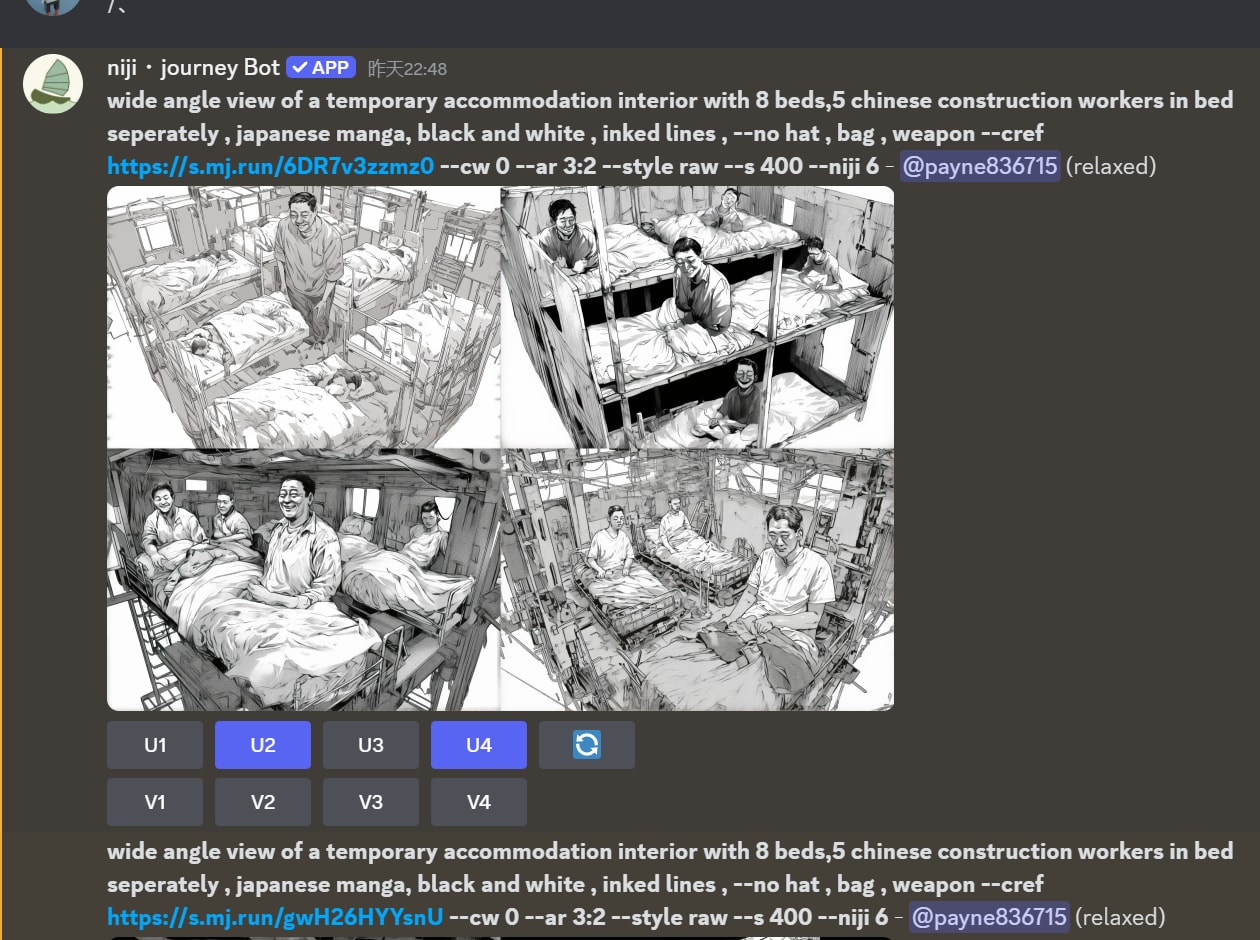 /、
niji・journey Bot ✓ APP 昨天22:48
wide angle view of a temporary accommodation interior with 8 beds,5 chinese construction workers in bed
seperately , japanese manga, black and white , inked lines , --no hat , bag , weapon --cref
https://s.mj.run/6DR7v3zzmz0 --cw 0 --ar 3:2 --style raw --s 400 --niji 6 - @payne836715 (relaxed)
U1 U2 U3 U4
V1 V2 V3 V4
wide angle view of a temporary accommodation interior with 8 beds,5 chinese construction workers in bed
seperately , japanese manga, black and white , inked lines , --no hat , bag , weapon --cref
https://s.mj.run/gwH26HYYsnU --cw 0 --ar 3:2 --style raw --s 400 --niji 6 - @payne836715 (relaxed)